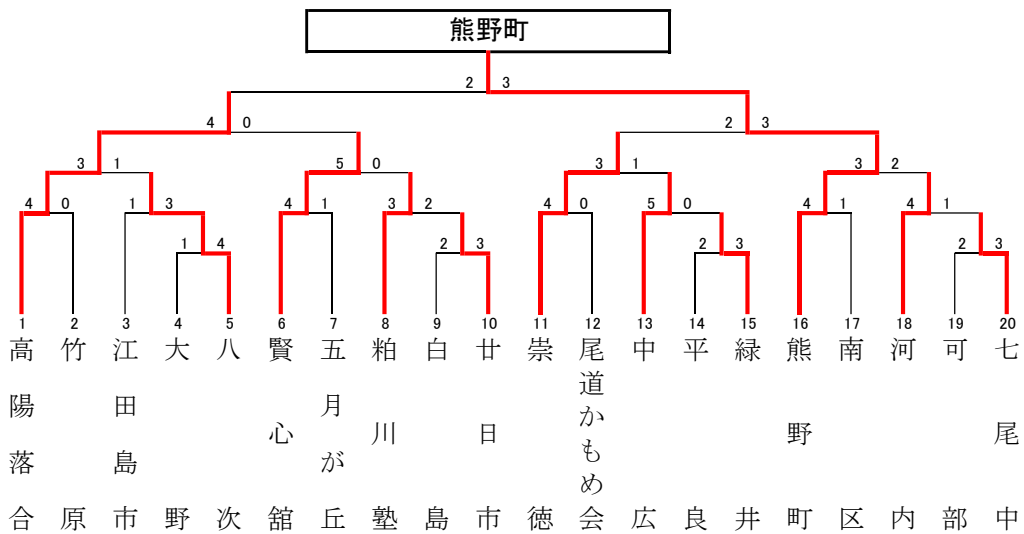 熊野町
2 3
4 0 2 3
3 1 5 0 3 1 3 2
4 0 1 3 4 1 3 2 4 0 5 0 4 1 4 1
1 4 2 3 2 3 2 3
1 2 3 4 5 6 7 8 9 10 11 12 13 14 15 16 17 18 19 20
高陽落合
竹原
江田島市
大野
八次
賢心舘
五月が丘
粕川塾
白島
廿日市
崇徳
尾道かもめ会
中広
平良
緑井
熊野町
南区
河内
可部
七尾中